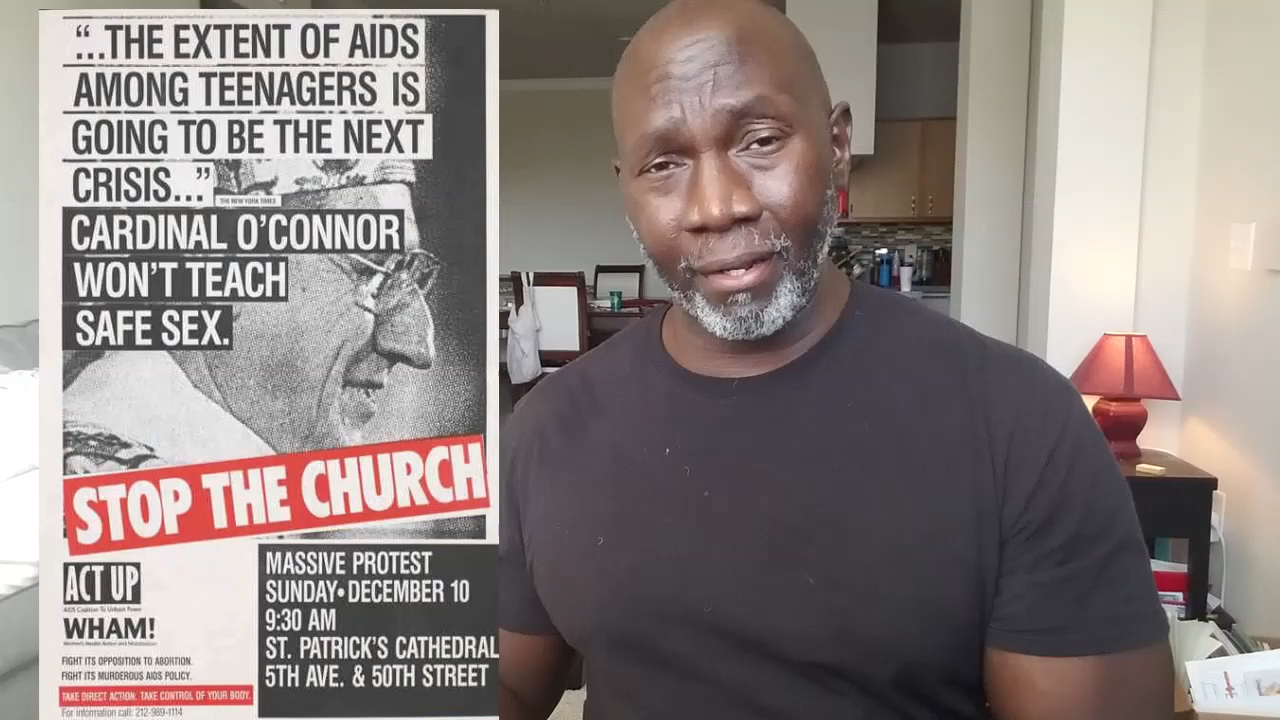 “...THE EXTENT OF AIDS
AMONG TEENAGERS IS
GOING TO BE THE NEXT
CRISIS...”
THE NEW YORK TIMES
CARDINAL O’CONNOR
WON’T TEACH
SAFE SEX.
STOP THE CHURCH
ACT UP
AIDS Coalition To Unleash Power
WHAM!
Women's Health Action and Mobilization
FIGHT ITS OPPOSITION TO ABORTION.
FIGHT ITS MURDEROUS AIDS POLICY.
TAKE DIRECT ACTION. TAKE CONTROL OF YOUR BODY.
For information call: 212-989-1114
MASSIVE PROTEST
SUNDAY• DECEMBER 10
9:30 AM
ST. PATRICK’S CATHEDRAL
5TH AVE. & 50TH STREET